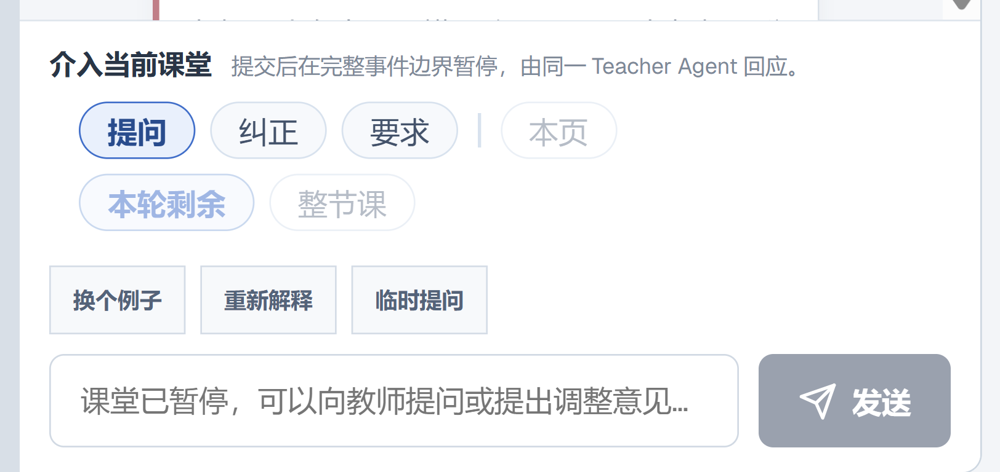 介入当前课堂 提交后在完整事件边界暂停，由同一 Teacher Agent 回应。
提问 纠正 要求 本页
本轮剩余 整节课
换个例子 重新解释 临时提问
课堂已暂停，可以向教师提问或提出调整意见... 发送